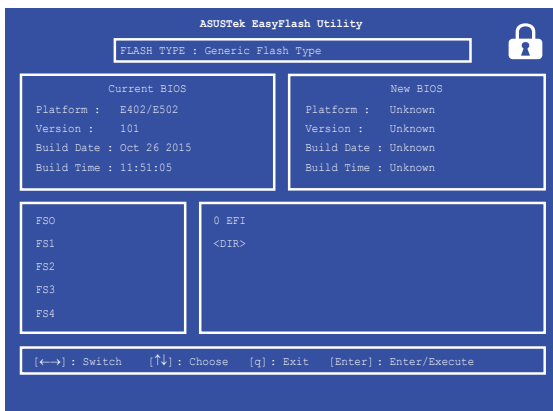 ASUSTek EasyFlash Utility
FLASH TYPE : Generic Flash Type
Current BIOS
Platform : E402/E502
Version : 101
Build Date : Oct 26 2015
Build Time : 11:51:05
New BIOS
Platform : Unknown
Version : Unknown
Build Date : Unknown
Build Time : Unknown
FSO
FS1
FS2
FS3
FS4
0 EFI
<DIR>
[←→] : Switch [↑↓] : Choose [q] : Exit [Enter] : Enter/Execute